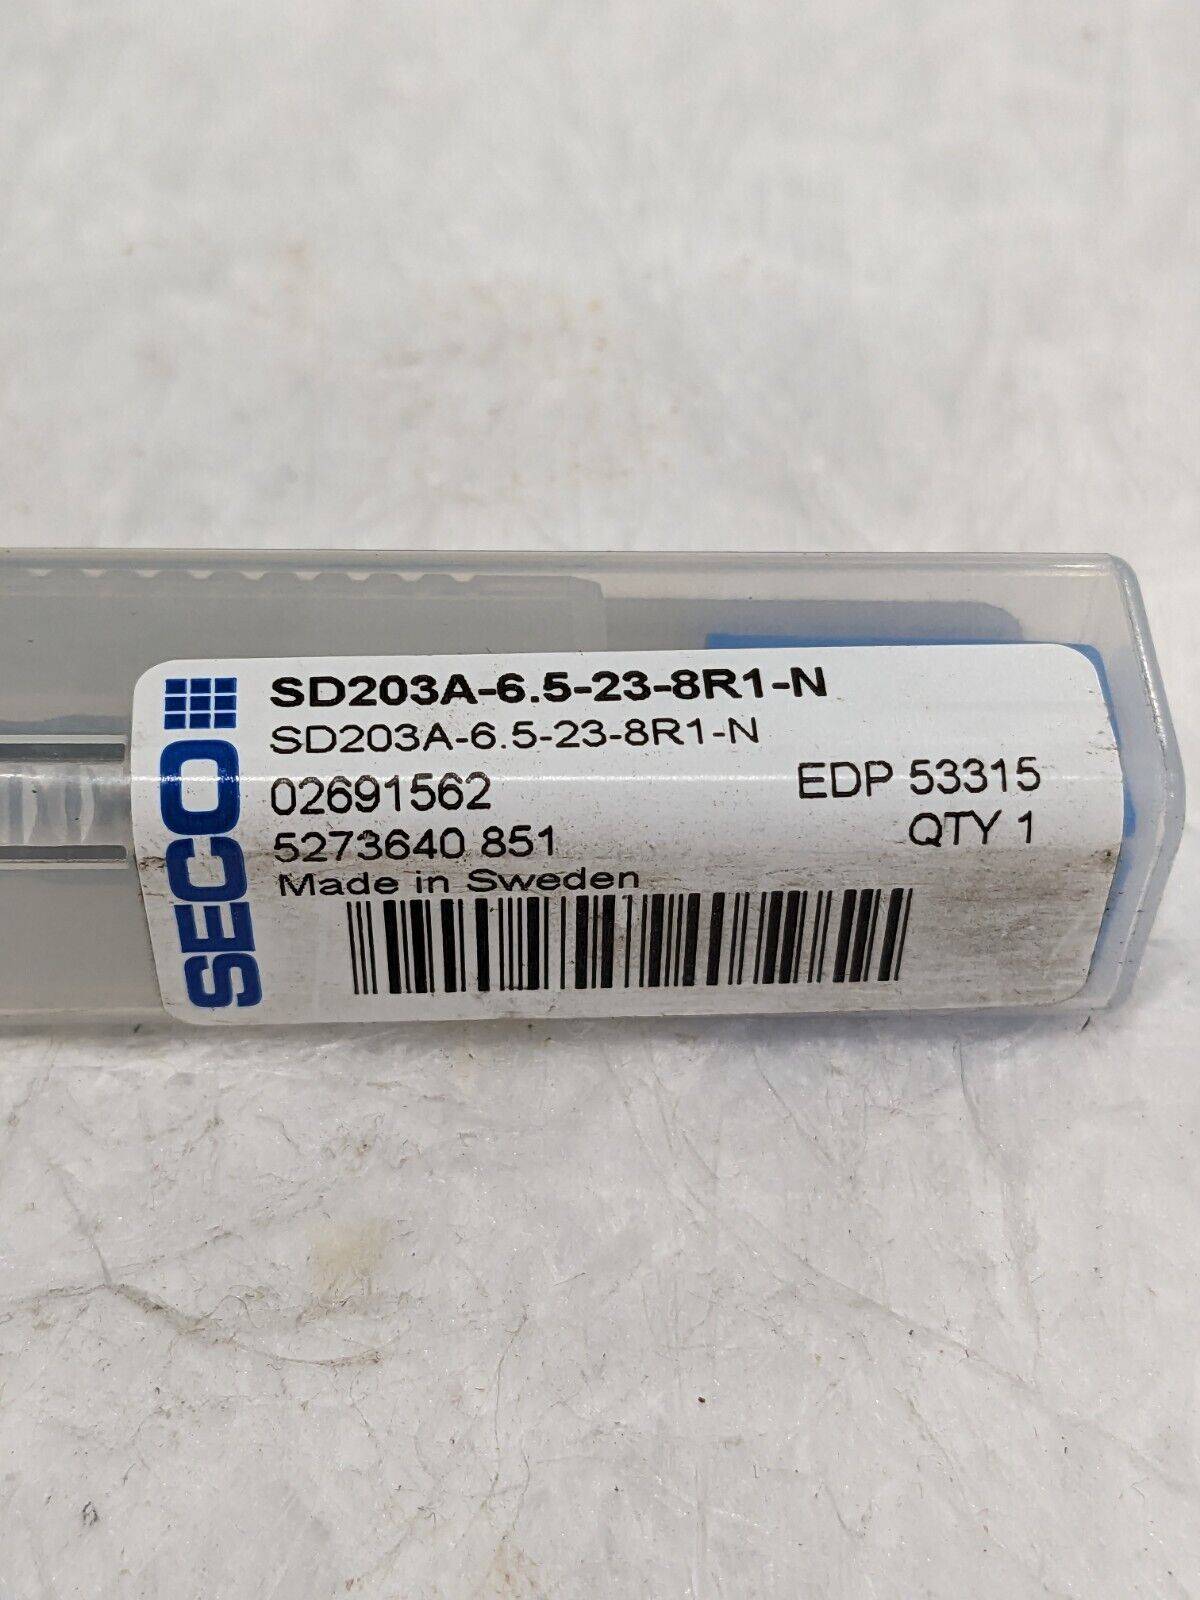 SECO
SD203A-6.5-23-8R1-N
SD203A-6.5-23-8R1-N
02691562 EDP 53315
5273640 851 QTY 1
Made in Sweden